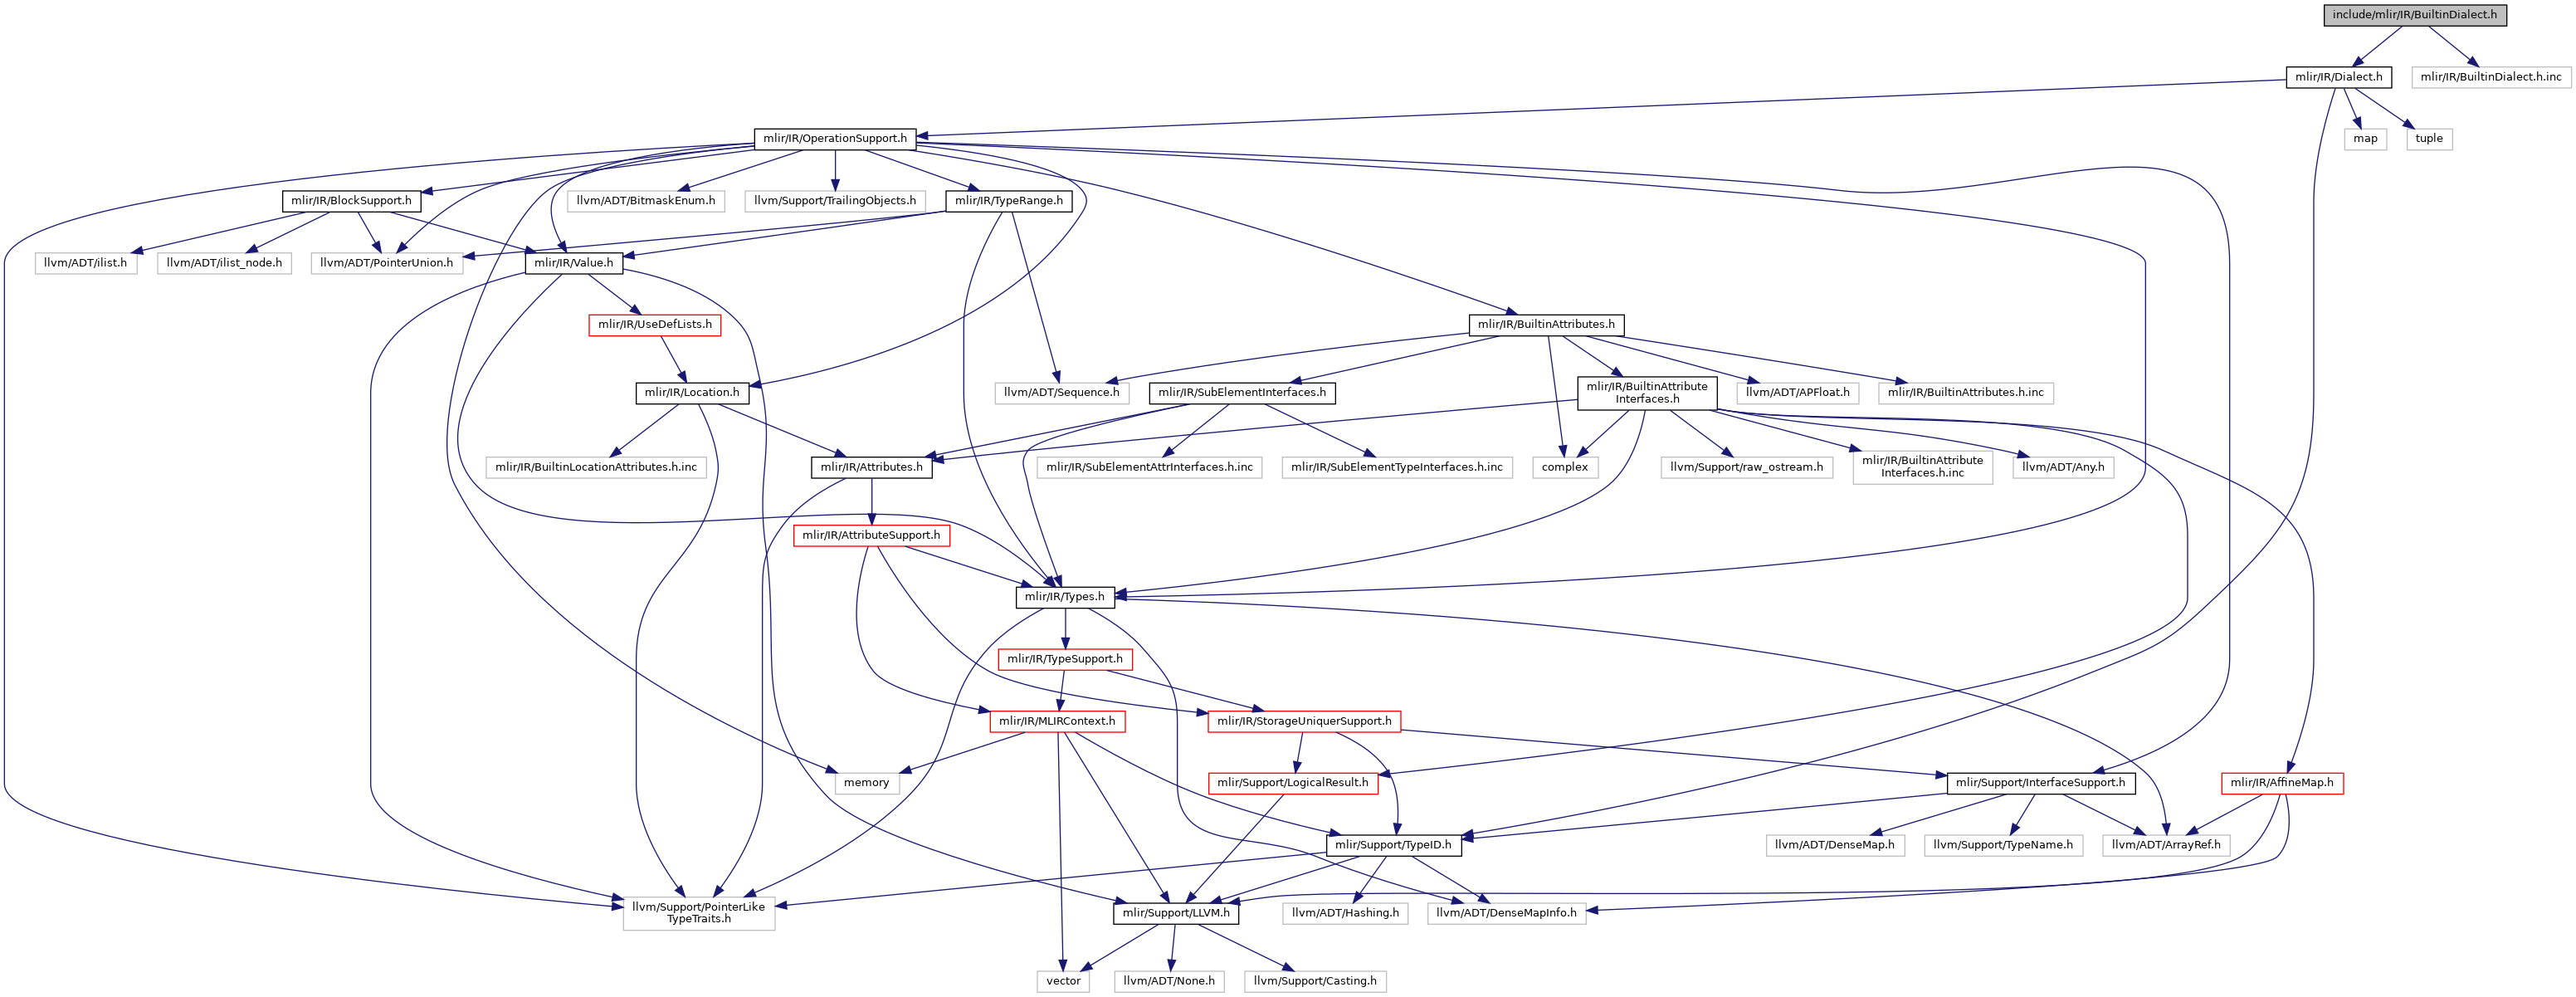 include/mlir/IR/BuiltinDialect.h
mlir/IR/Dialect.h
mlir/IR/BuiltinDialect.h.inc
mlir/IR/OperationSupport.h
map
tuple
mlir/IR/BlockSupport.h
llvm/ADT/BitmaskEnum.h
llvm/Support/TrailingObjects.h
mlir/IR/TypeRange.h
llvm/ADT/ilist.h
llvm/ADT/ilist_node.h
llvm/ADT/PointerUnion.h
mlir/IR/Value.h
mlir/IR/UseDefLists.h
mlir/IR/BuiltinAttributes.h
mlir/IR/Location.h
llvm/ADT/Sequence.h
mlir/IR/SubElementInterfaces.h
mlir/IR/BuiltinAttribute
Interfaces.h
llvm/ADT/APFloat.h
mlir/IR/BuiltinAttributes.h.inc
mlir/IR/BuiltinLocationAttributes.h.inc
mlir/IR/Attributes.h
mlir/IR/SubElementAttrInterfaces.h.inc
mlir/IR/SubElementTypeInterfaces.h.inc
complex
llvm/Support/raw_ostream.h
mlir/IR/BuiltinAttribute
Interfaces.h.inc
llvm/ADT/Any.h
mlir/IR/AttributeSupport.h
mlir/IR/Types.h
mlir/IR/TypeSupport.h
mlir/IR/MLIRContext.h
mlir/IR/StorageUniquerSupport.h
memory
mlir/Support/LogicalResult.h
mlir/Support/InterfaceSupport.h
mlir/IR/AffineMap.h
mlir/Support/TypeID.h
llvm/ADT/DenseMap.h
llvm/Support/TypeName.h
llvm/ADT/ArrayRef.h
llvm/Support/PointerLike
TypeTraits.h
mlir/Support/LLVM.h
llvm/ADT/Hashing.h
llvm/ADT/DenseMapInfo.h
vector
llvm/ADT/None.h
llvm/Support/Casting.h